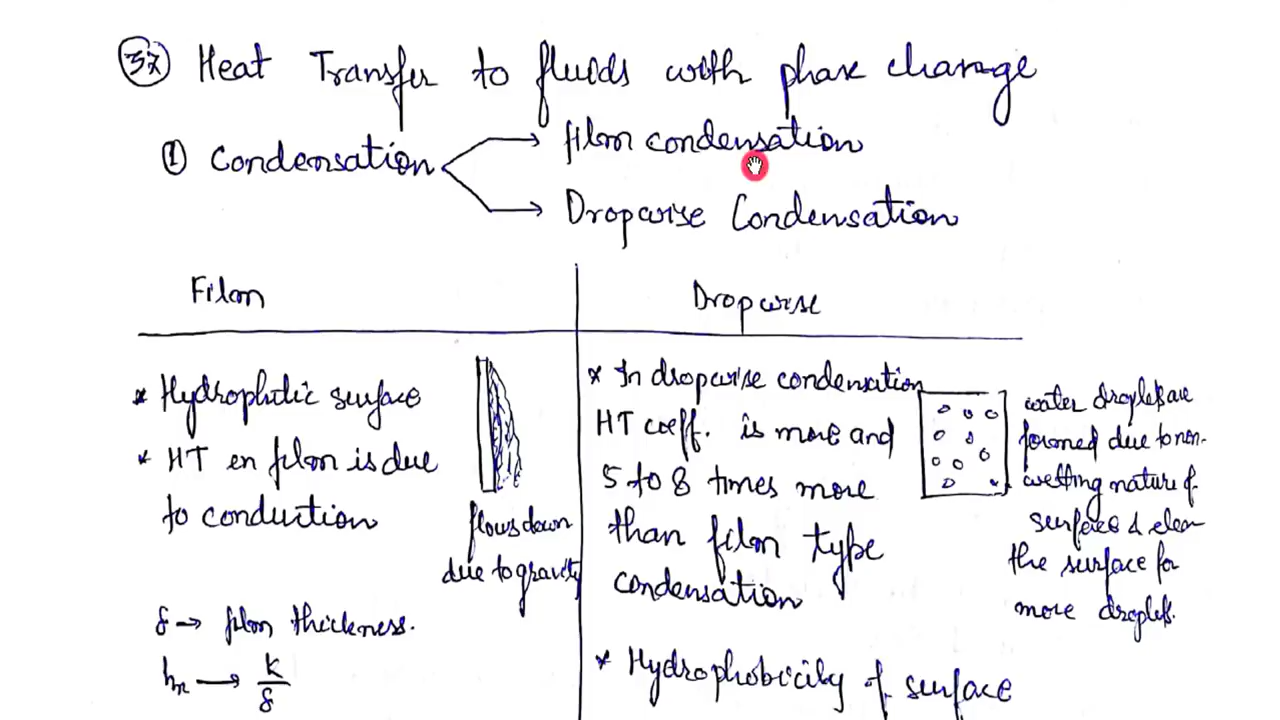 37 Heat Transfer to fluids with phase change
① Condensation
film condensation
Dropwise Condensation
Film
Dropwise
* Hydrophilic surface
* HT en film is due
to conduction
flows down
due to gravity
δ → film thickness.
hx → k/δ
* In dropwise condensation
HT coeff. is more and
5 to 8 times more
than film type
condensation
water droplets are
formed due to non-
wetting nature of
surfaces & clean
the surface for
more droplets.
* Hydrophobicity of surface